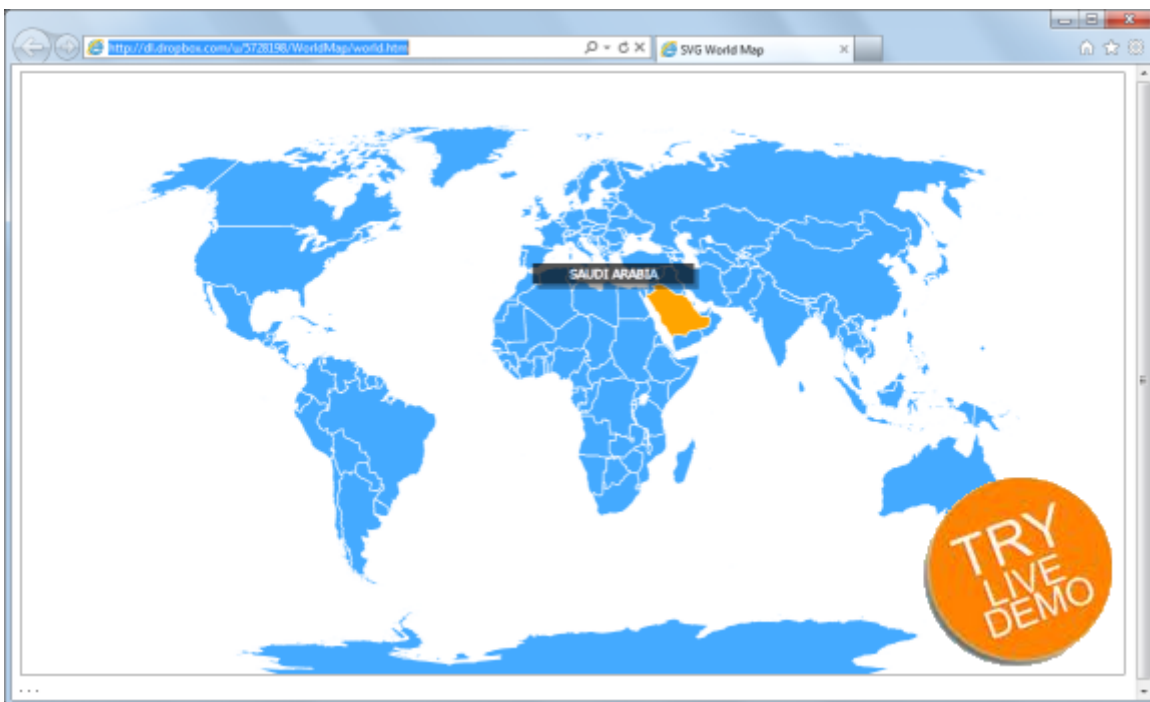 http://dl.dropbox.com/u/5728198/WorldMap/world.htm
SVG World Map
SAUDI ARABIA
TRY
LIVE
DEMO
...